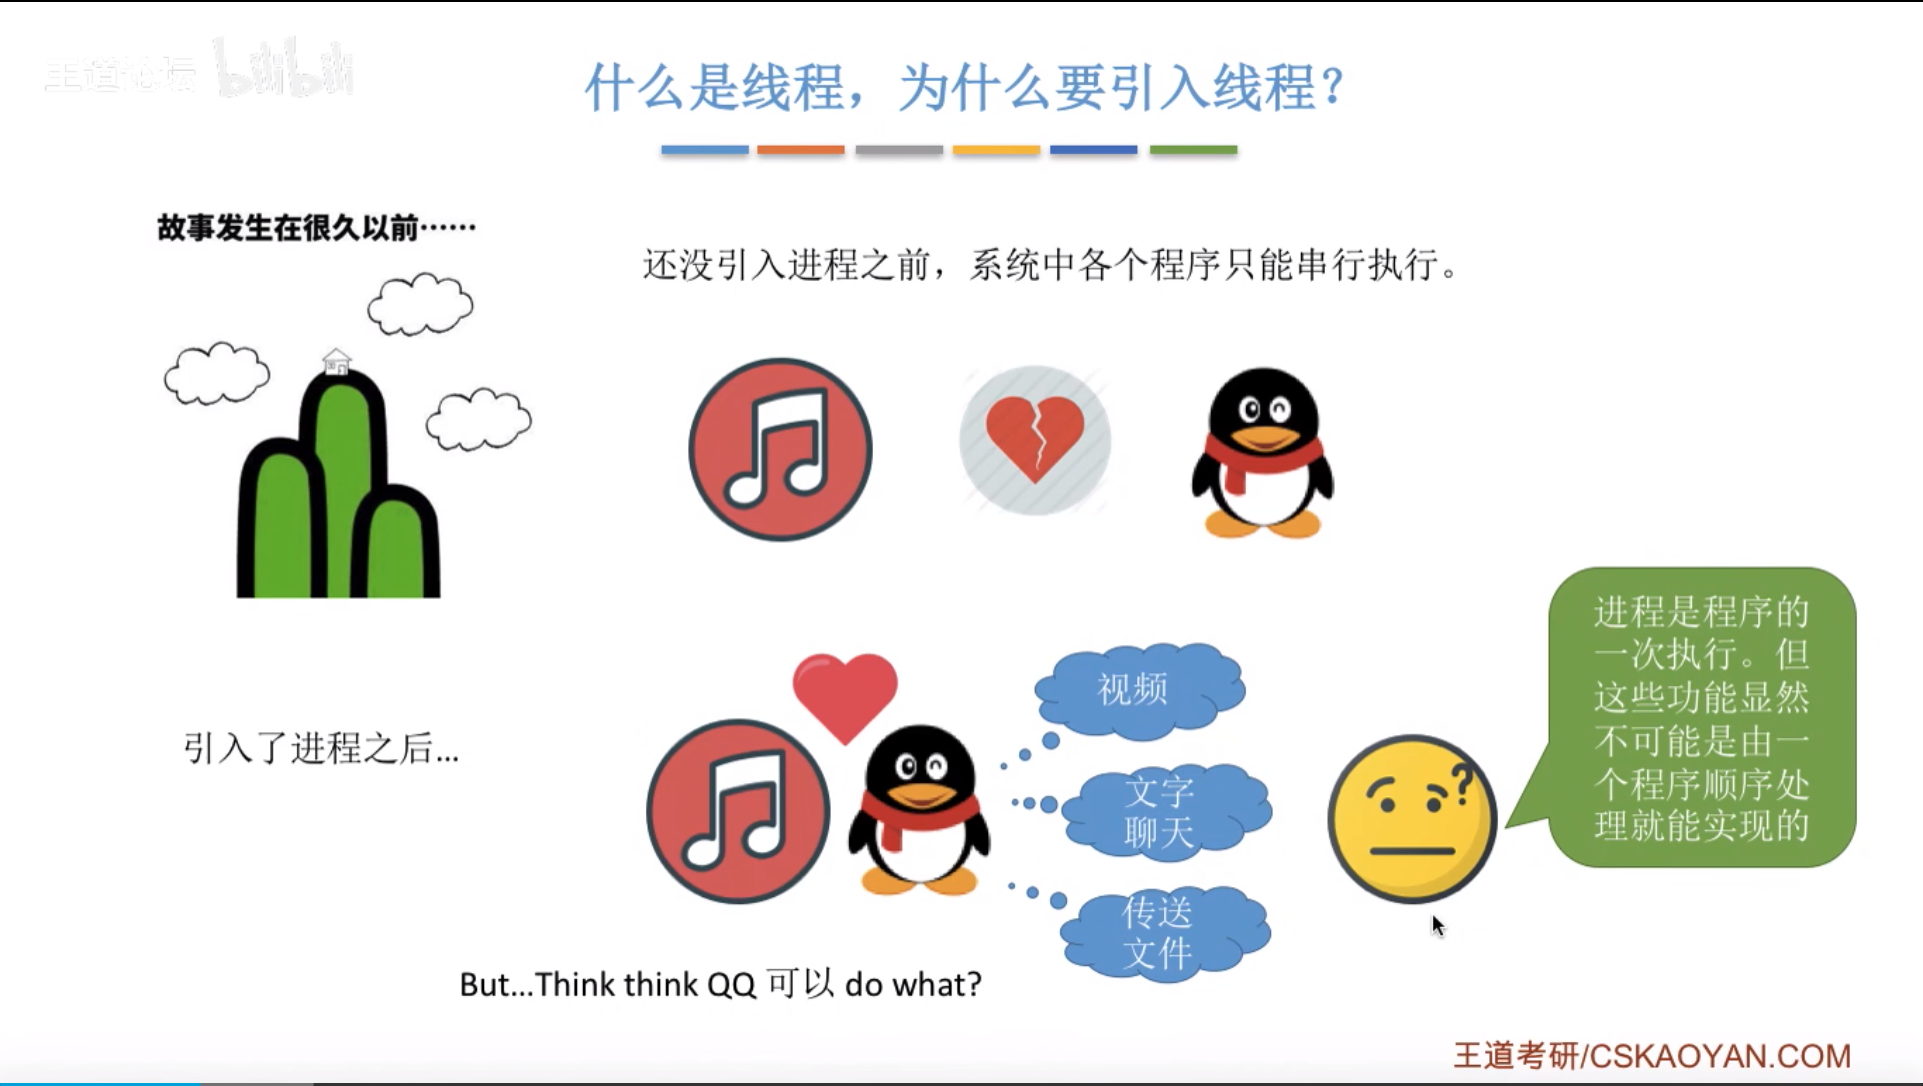 王道论坛 bilibili
什么是线程，为什么要引入线程？
故事发生在很久以前……
还没引入进程之前，系统中各个程序只能串行执行。
引入了进程之后...
视频
文字
聊天
传送
文件
进程是程序的
一次执行。但
这些功能显然
不可能是由一
个程序顺序处
理就能实现的
But...Think think QQ 可以 do what?
王道考研/CSKAOYAN.COM